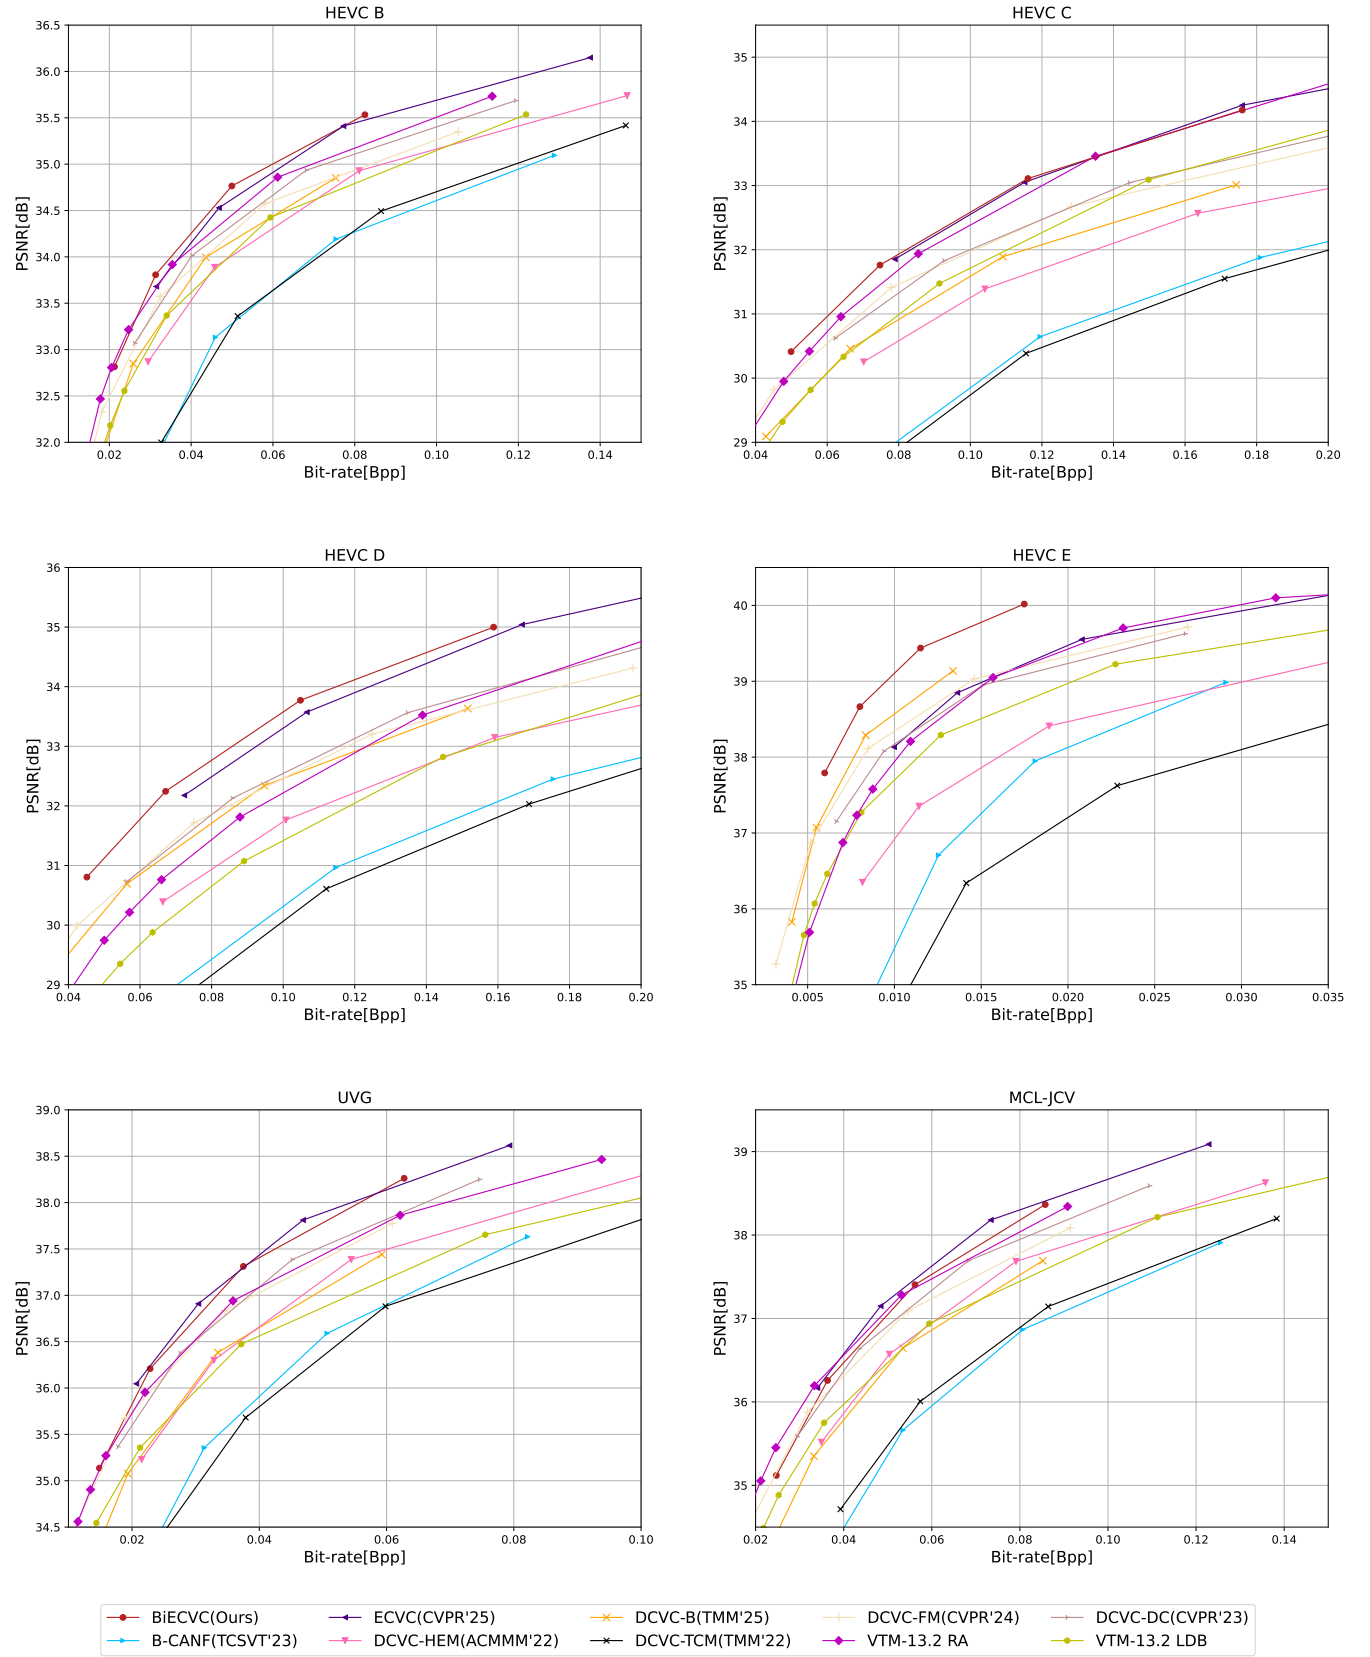 HEVC B
36.5
36.0
35.5
35.0
34.5
34.0
33.5
33.0
32.5
32.0
PSNR[dB]
0.02 0.04 0.06 0.08 0.10 0.12 0.14
Bit-rate[Bpp]
HEVC C
35
34
33
32
31
30
29
PSNR[dB]
0.04 0.06 0.08 0.10 0.12 0.14 0.16 0.18 0.20
Bit-rate[Bpp]
HEVC D
36
35
34
33
32
31
30
29
PSNR[dB]
0.04 0.06 0.08 0.10 0.12 0.14 0.16 0.18 0.20
Bit-rate[Bpp]
HEVC E
40
39
38
37
36
35
PSNR[dB]
0.005 0.010 0.015 0.020 0.025 0.030 0.035
Bit-rate[Bpp]
UVG
39.0
38.5
38.0
37.5
37.0
36.5
36.0
35.5
35.0
34.5
PSNR[dB]
0.02 0.04 0.06 0.08 0.10
Bit-rate[Bpp]
MCL-JCV
39
38
37
36
35
PSNR[dB]
0.02 0.04 0.06 0.08 0.10 0.12 0.14
Bit-rate[Bpp]
BiECVC(Ours) ECVC(CVPR'25) DCVC-B(TMM'25) DCVC-FM(CVPR'24) DCVC-DC(CVPR'23)
B-CANF(TCSVT'23) DCVC-HEM(ACMMM'22) DCVC-TCM(TMM'22) VTM-13.2 RA VTM-13.2 LDB